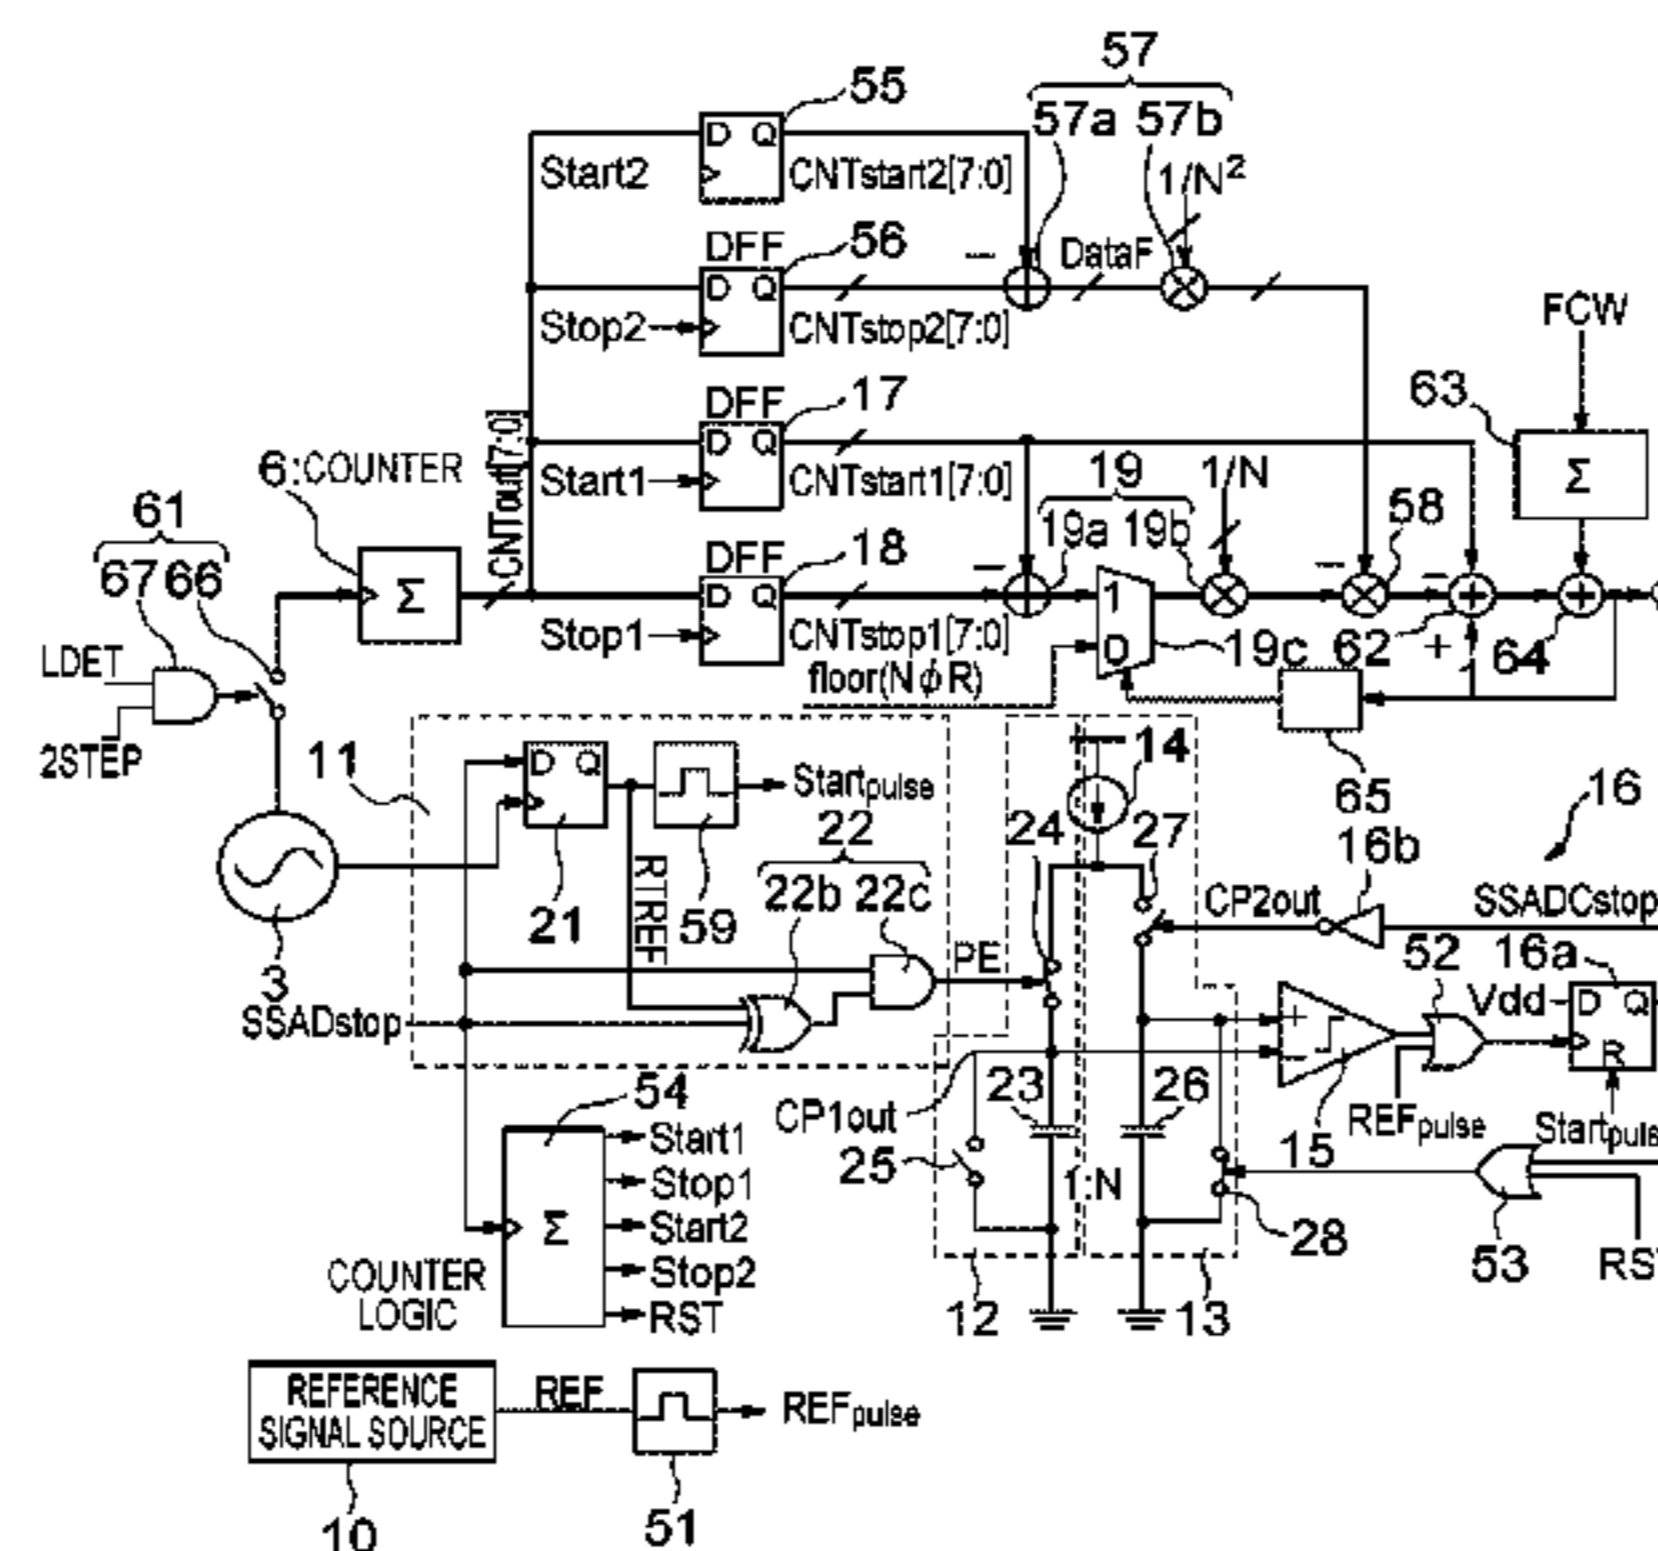 57
55
57a 57b
D Q
Start2
CNTstart2[7:0]
1/N²
DFF
56
D Q
DataF
Stop2
CNTstop2[7:0]
FCW
DFF
17
63
D Q
6:COUNTER
CNTout[7:0]
Start1
CNTstart1[7:0]
19
1/N
Σ
61
19a 19b
58
67 66
DFF
18
Σ
D Q
1
Stop1
CNTstop1[7:0]
0
19c
62
+
64
LDET
floor(NφR)
2STEP
11
14
D Q
Startpulse
65
16
22
24
27
16b
RTREF
22b 22c
CP2out
SSADCstop
21
59
PE
52
16a
3
Vdd
D Q
SSADstop
+
R
54
23
26
CP1out
REFpulse
Startpulse
Start1
25
15
Stop1
1:N
Σ
Start2
28
COUNTER
LOGIC
Stop2
53
RST
12
13
REFERENCE
SIGNAL SOURCE
REF
REFpulse
10
51